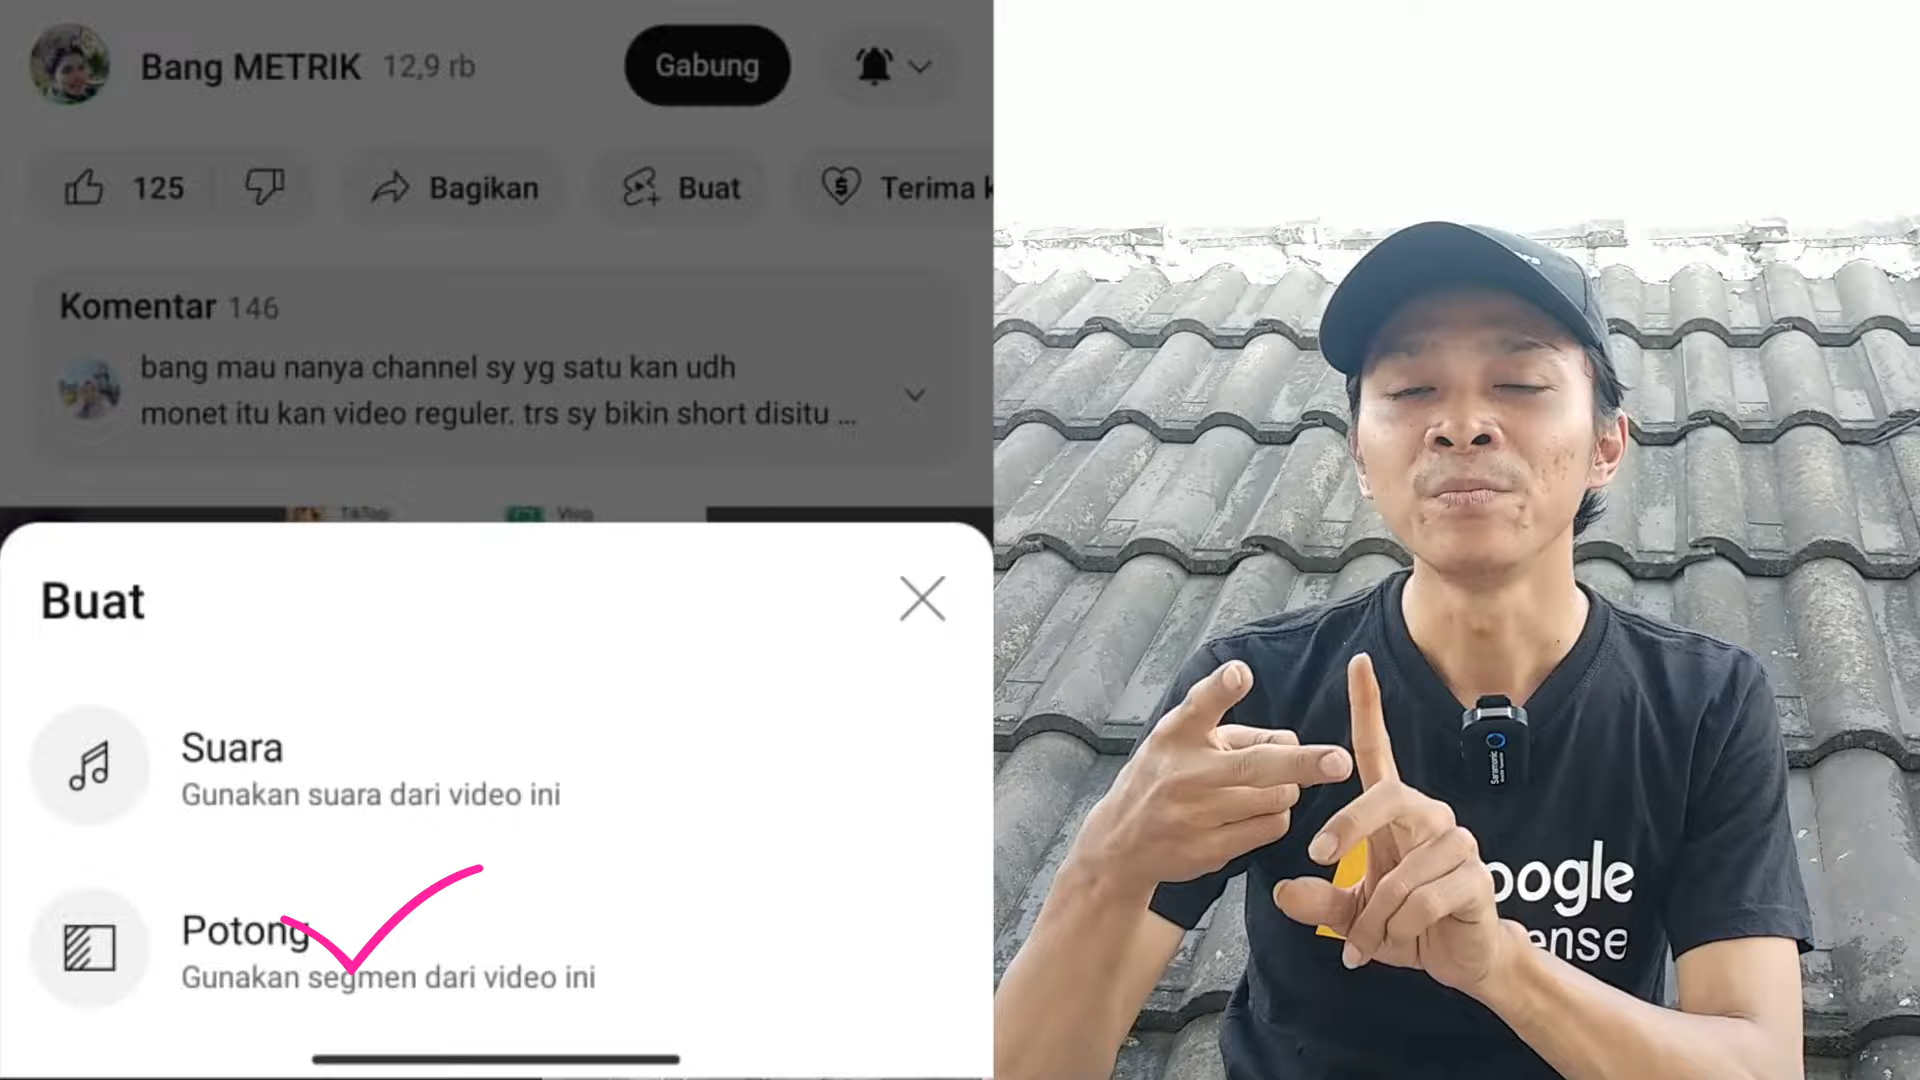 Bang METRIK 12,9 rb
Gabung
125
Bagikan
Buat
Terima
Komentar 146
bang mau nanya channel sy yg satu kan udh
monet itu kan video reguler. trs sy bikin short disitu ...
Buat
Suara
Gunakan suara dari video ini
Potong
Gunakan segmen dari video ini
Saramonic
oogle
ense